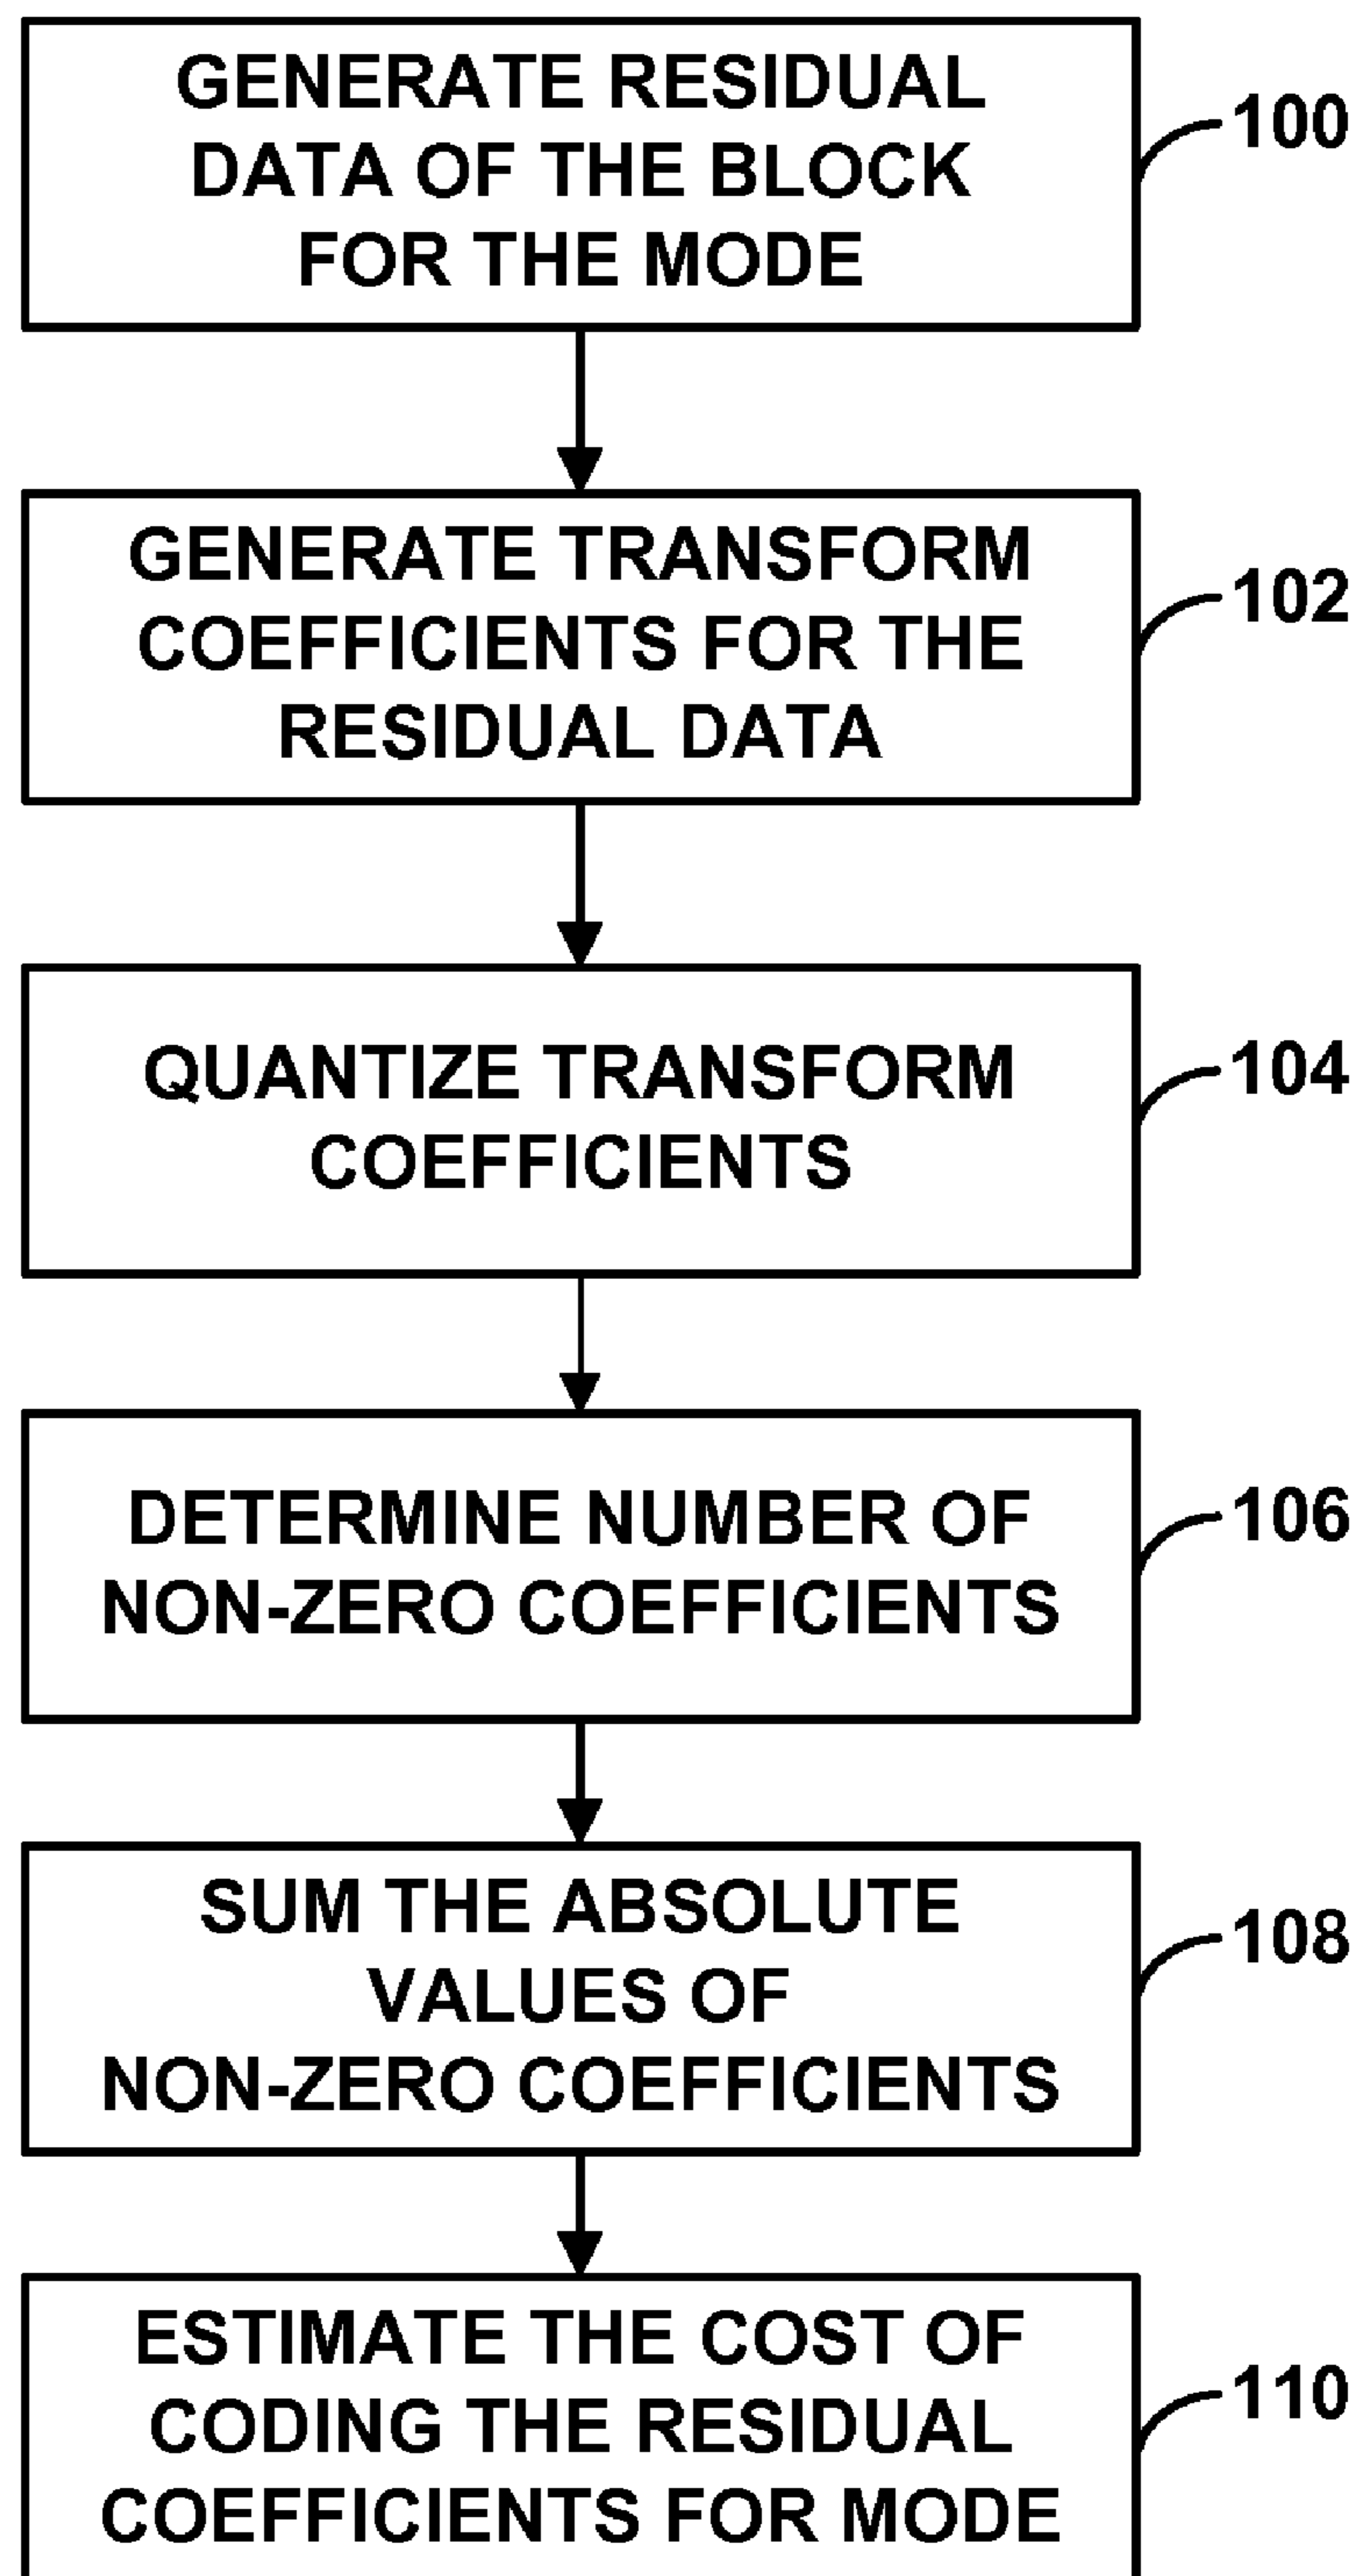 GENERATE RESIDUAL
DATA OF THE BLOCK
FOR THE MODE
100
GENERATE TRANSFORM
COEFFICIENTS FOR THE
RESIDUAL DATA
102
QUANTIZE TRANSFORM
COEFFICIENTS
104
DETERMINE NUMBER OF
NON-ZERO COEFFICIENTS
106
SUM THE ABSOLUTE
VALUES OF
NON-ZERO COEFFICIENTS
108
ESTIMATE THE COST OF
CODING THE RESIDUAL
COEFFICIENTS FOR MODE
110